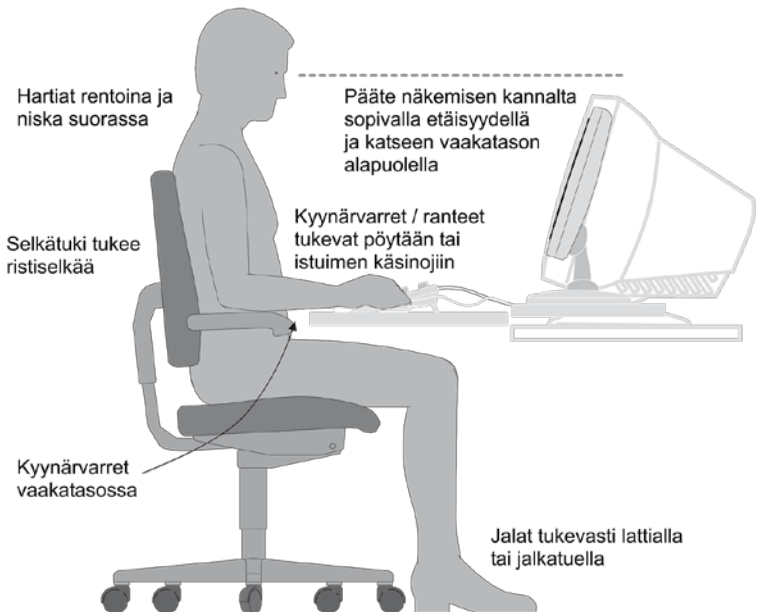 Hartiat rentoina ja
niska suorassa
Pääte näkemisen kannalta
sopivalla etäisyydellä
ja katseen vaakatason
alapuolella
Selkätuki tukee
ristiselkää
Kyynärvarret / ranteet
tukevat pöytään tai
istuimen käsinojiin
Kyynärvarret
vaakatasossa
Jalat tukevasti lattialla
tai jalkatuella